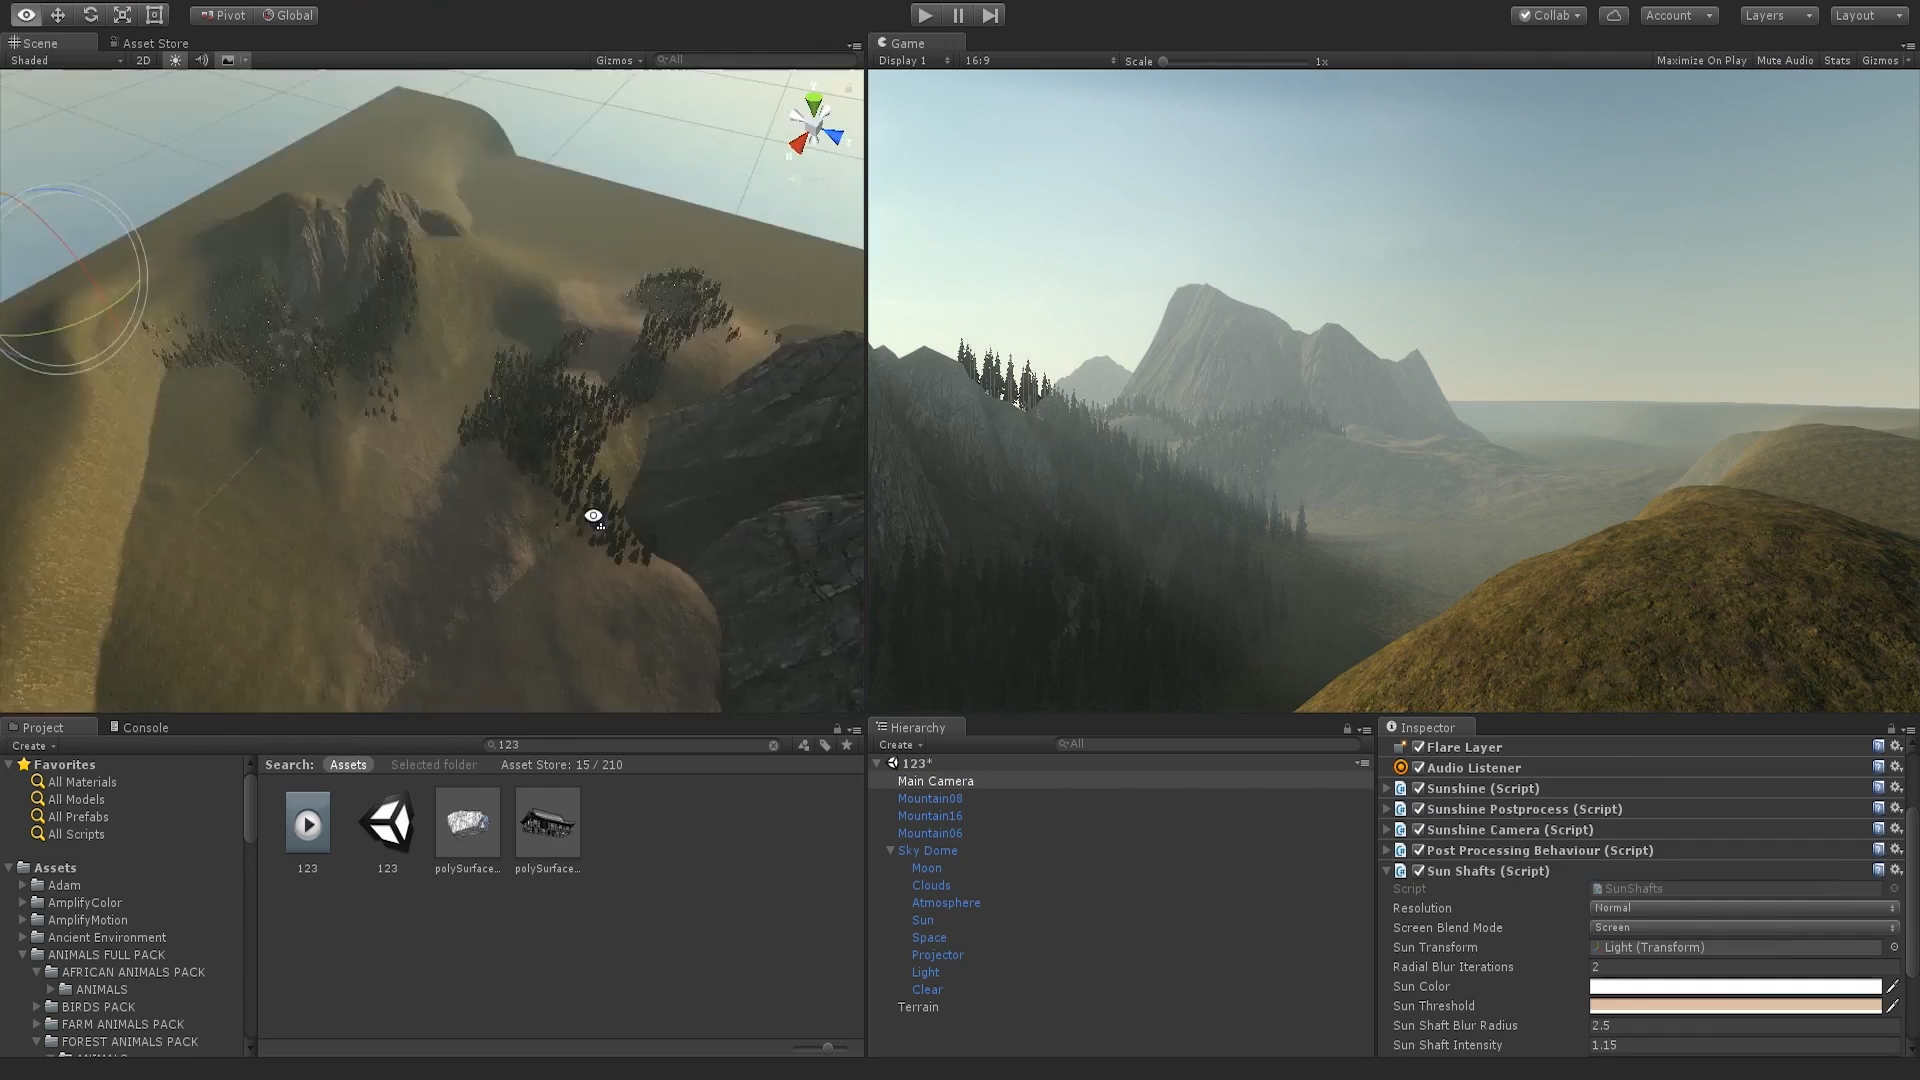 Pivot Global Collab Account Layers Layout
Scene Asset Store
Shaded 2D Gizmos All
Game
Display 1 16:9 Scale 1x Maximize On Play Mute Audio Stats Gizmos
Project Console
Create 123
Favorites
All Materials
All Models
All Prefabs
All Scripts
Assets
Adam
AmplifyColor
AmplifyMotion
Ancient Environment
ANIMALS FULL PACK
AFRICAN ANIMALS PACK
ANIMALS
BIRDS PACK
FARM ANIMALS PACK
FOREST ANIMALS PACK
Search: Assets Selected folder Asset Store: 15 / 210
123 123 polySurface... polySurface...
Hierarchy
Create All
123*
Main Camera
Mountain08
Mountain16
Mountain06
Sky Dome
Moon
Clouds
Atmosphere
Sun
Space
Projector
Light
Clear
Terrain
Inspector
Flare Layer
Audio Listener
Sunshine (Script)
Sunshine Postprocess (Script)
Sunshine Camera (Script)
Post Processing Behaviour (Script)
Sun Shafts (Script)
Script SunShafts
Resolution Normal
Screen Blend Mode Screen
Sun Transform Light (Transform)
Radial Blur Iterations 2
Sun Color
Sun Threshold
Sun Shaft Blur Radius 2.5
Sun Shaft Intensity 1.15